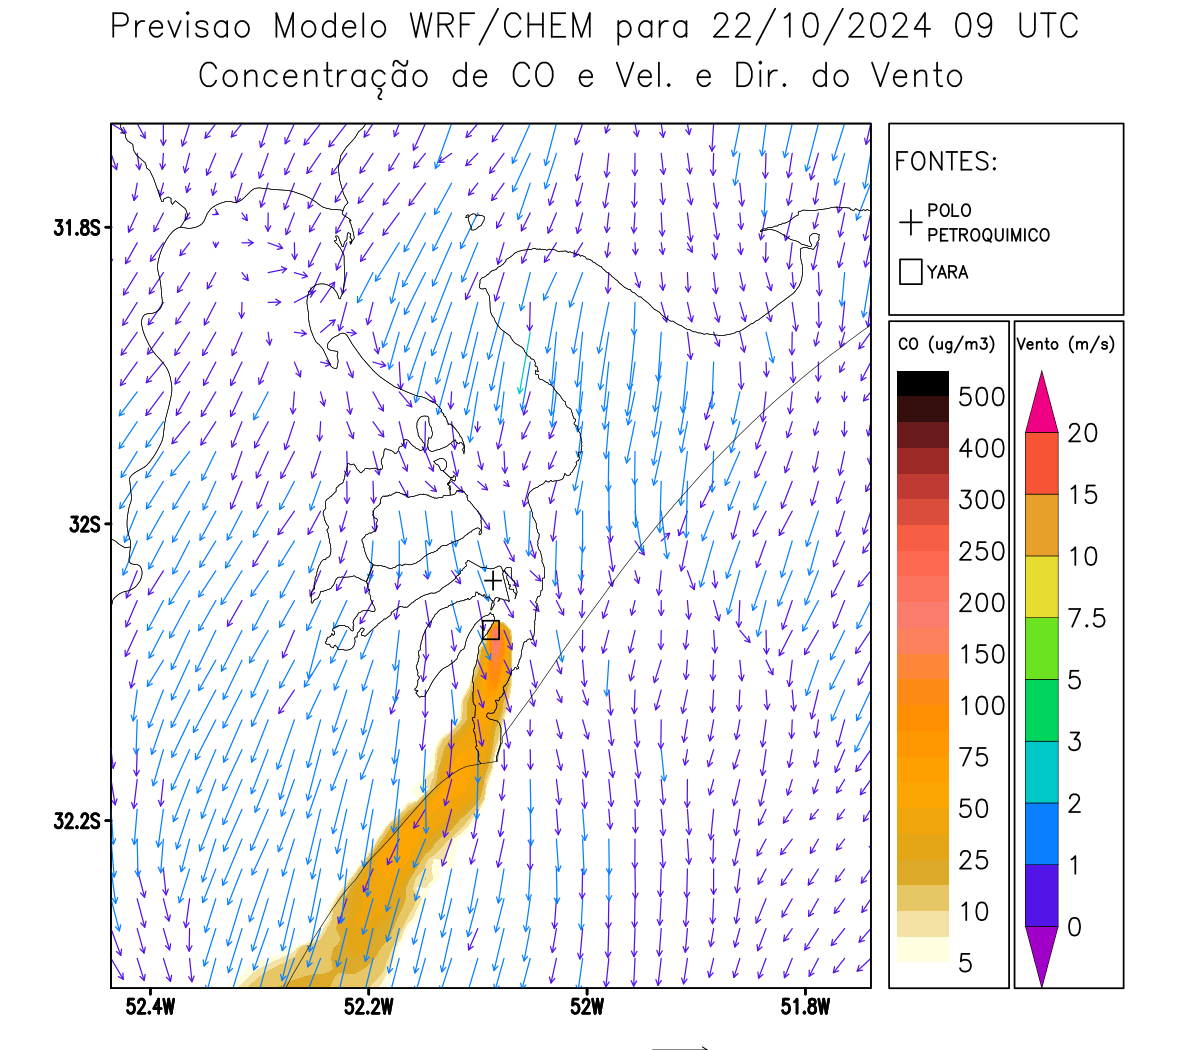 Previsao Modelo WRF/CHEM para 22/10/2024 09 UTC
Concentração de CO e Vel. e Dir. do Vento
FONTES:
POLO
PETROQUIMICO
YARA
CO (ug/m3)
500
400
300
250
200
150
100
75
50
25
10
5
Vento (m/s)
20
15
10
7.5
5
3
2
1
0
31.8S
32S
32.2S
52.4W
52.2W
52W
51.8W